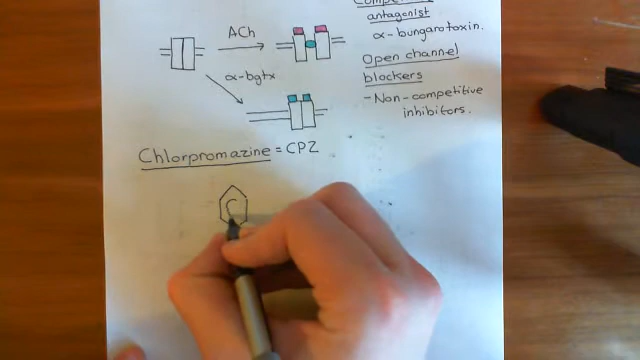 antagonist
α-bungarotoxin.
ACh
Open channel
blockers
α-bgtx
-Non-competitive
inhibitors.
Chlorpromazine = CPZ